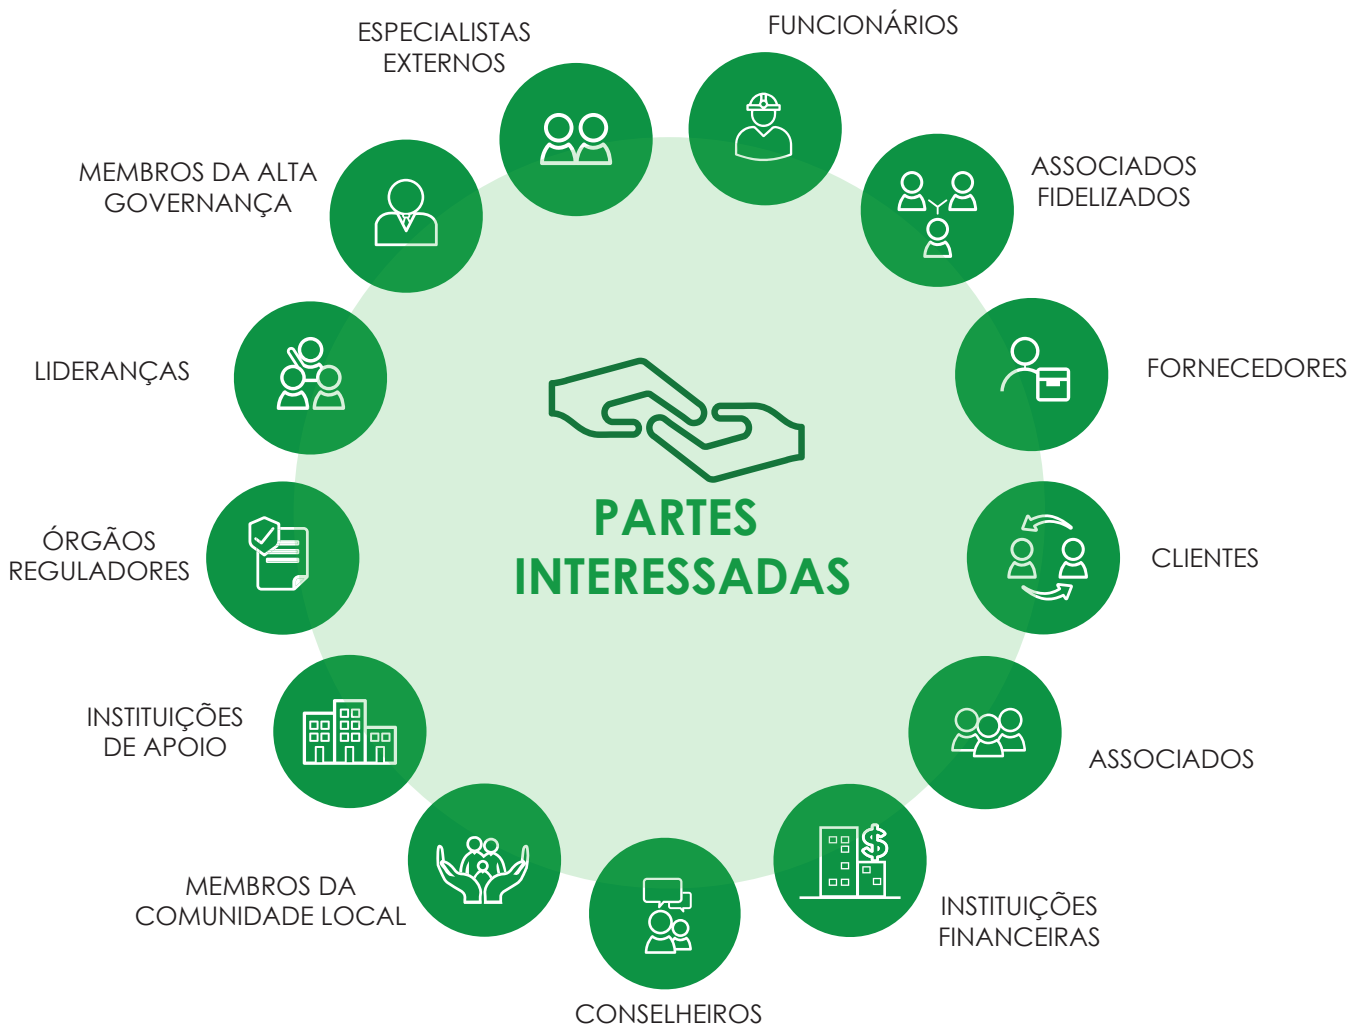 ESPECIALISTAS
EXTERNOS
FUNCIONÁRIOS
ASSOCIADOS
FIDELIZADOS
FORNECEDORES
CLIENTES
ASSOCIADOS
INSTITUIÇÕES
FINANCEIRAS
CONSELHEIROS
MEMBROS DA
COMUNIDADE LOCAL
INSTITUIÇÕES
DE APOIO
ÓRGÃOS
REGULADORES
LIDERANÇAS
MEMBROS DA ALTA
GOVERNANÇA
PARTES
INTERESSADAS
$